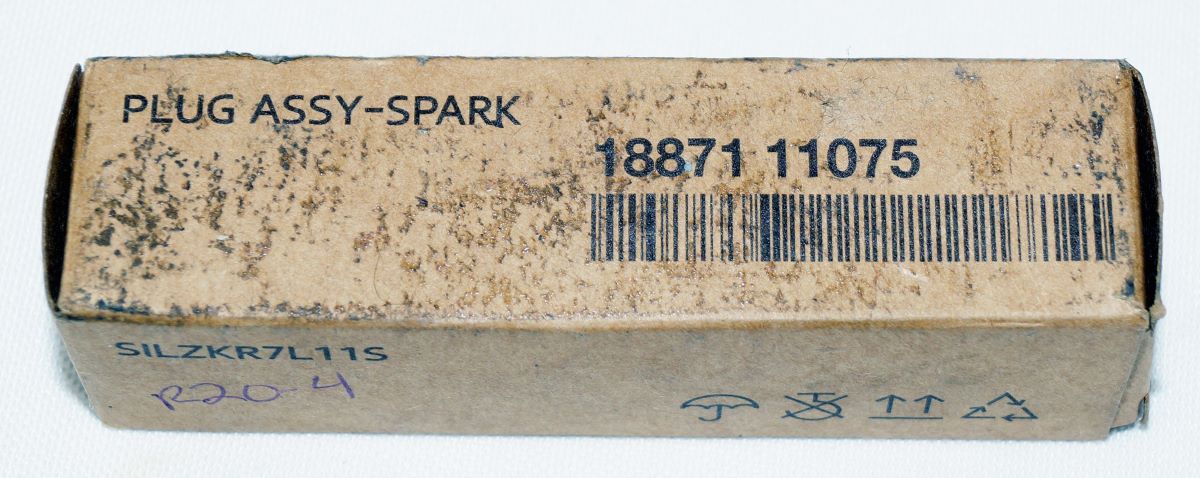 PLUG ASSY-SPARK
18871 11075
SILZKR7L11S
R20-4